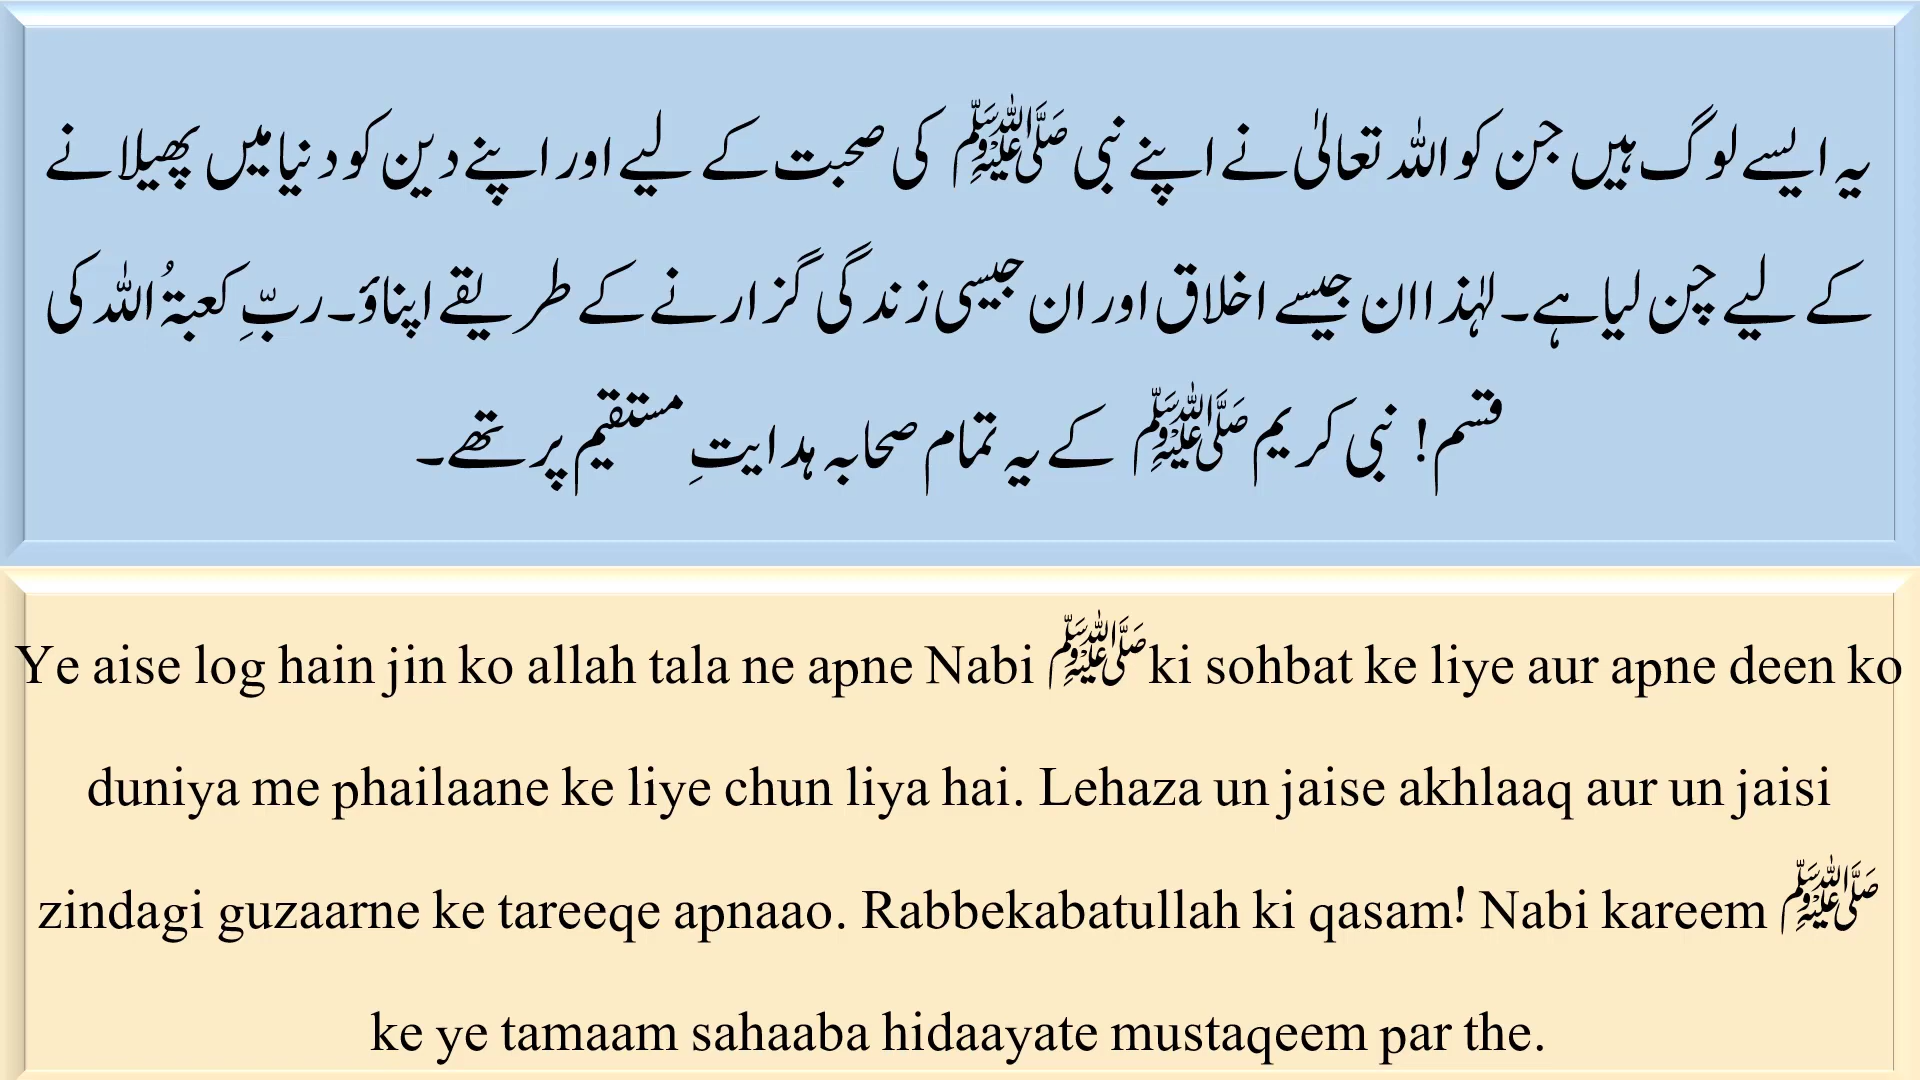 یہ ایسے لوگ ہیں جن کو اللہ تعالیٰ نے اپنے نبی ﷺ کی صحبت کے لیے اور اپنے دین کو دنیا میں پھیلانے
کے لیے چن لیا ہے۔ لہٰذا ان جیسے اخلاق اور ان جیسی زندگی گزارنے کے طریقے اپناؤ۔ ربِّ کعبۃُ اللہ کی
قسم! نبی کریم ﷺ کے یہ تمام صحابہ ہدایتِ مستقیم پر تھے۔
Ye aise log hain jin ko allah tala ne apne Nabi ﷺ ki sohbat ke liye aur apne deen ko
duniya me phailaane ke liye chun liya hai. Lehaza un jaise akhlaaq aur un jaisi
zindagi guzaarne ke tareeqe apnaao. Rabbekabatullah ki qasam! Nabi kareem ﷺ
ke ye tamaam sahaaba hidaayate mustaqeem par the.